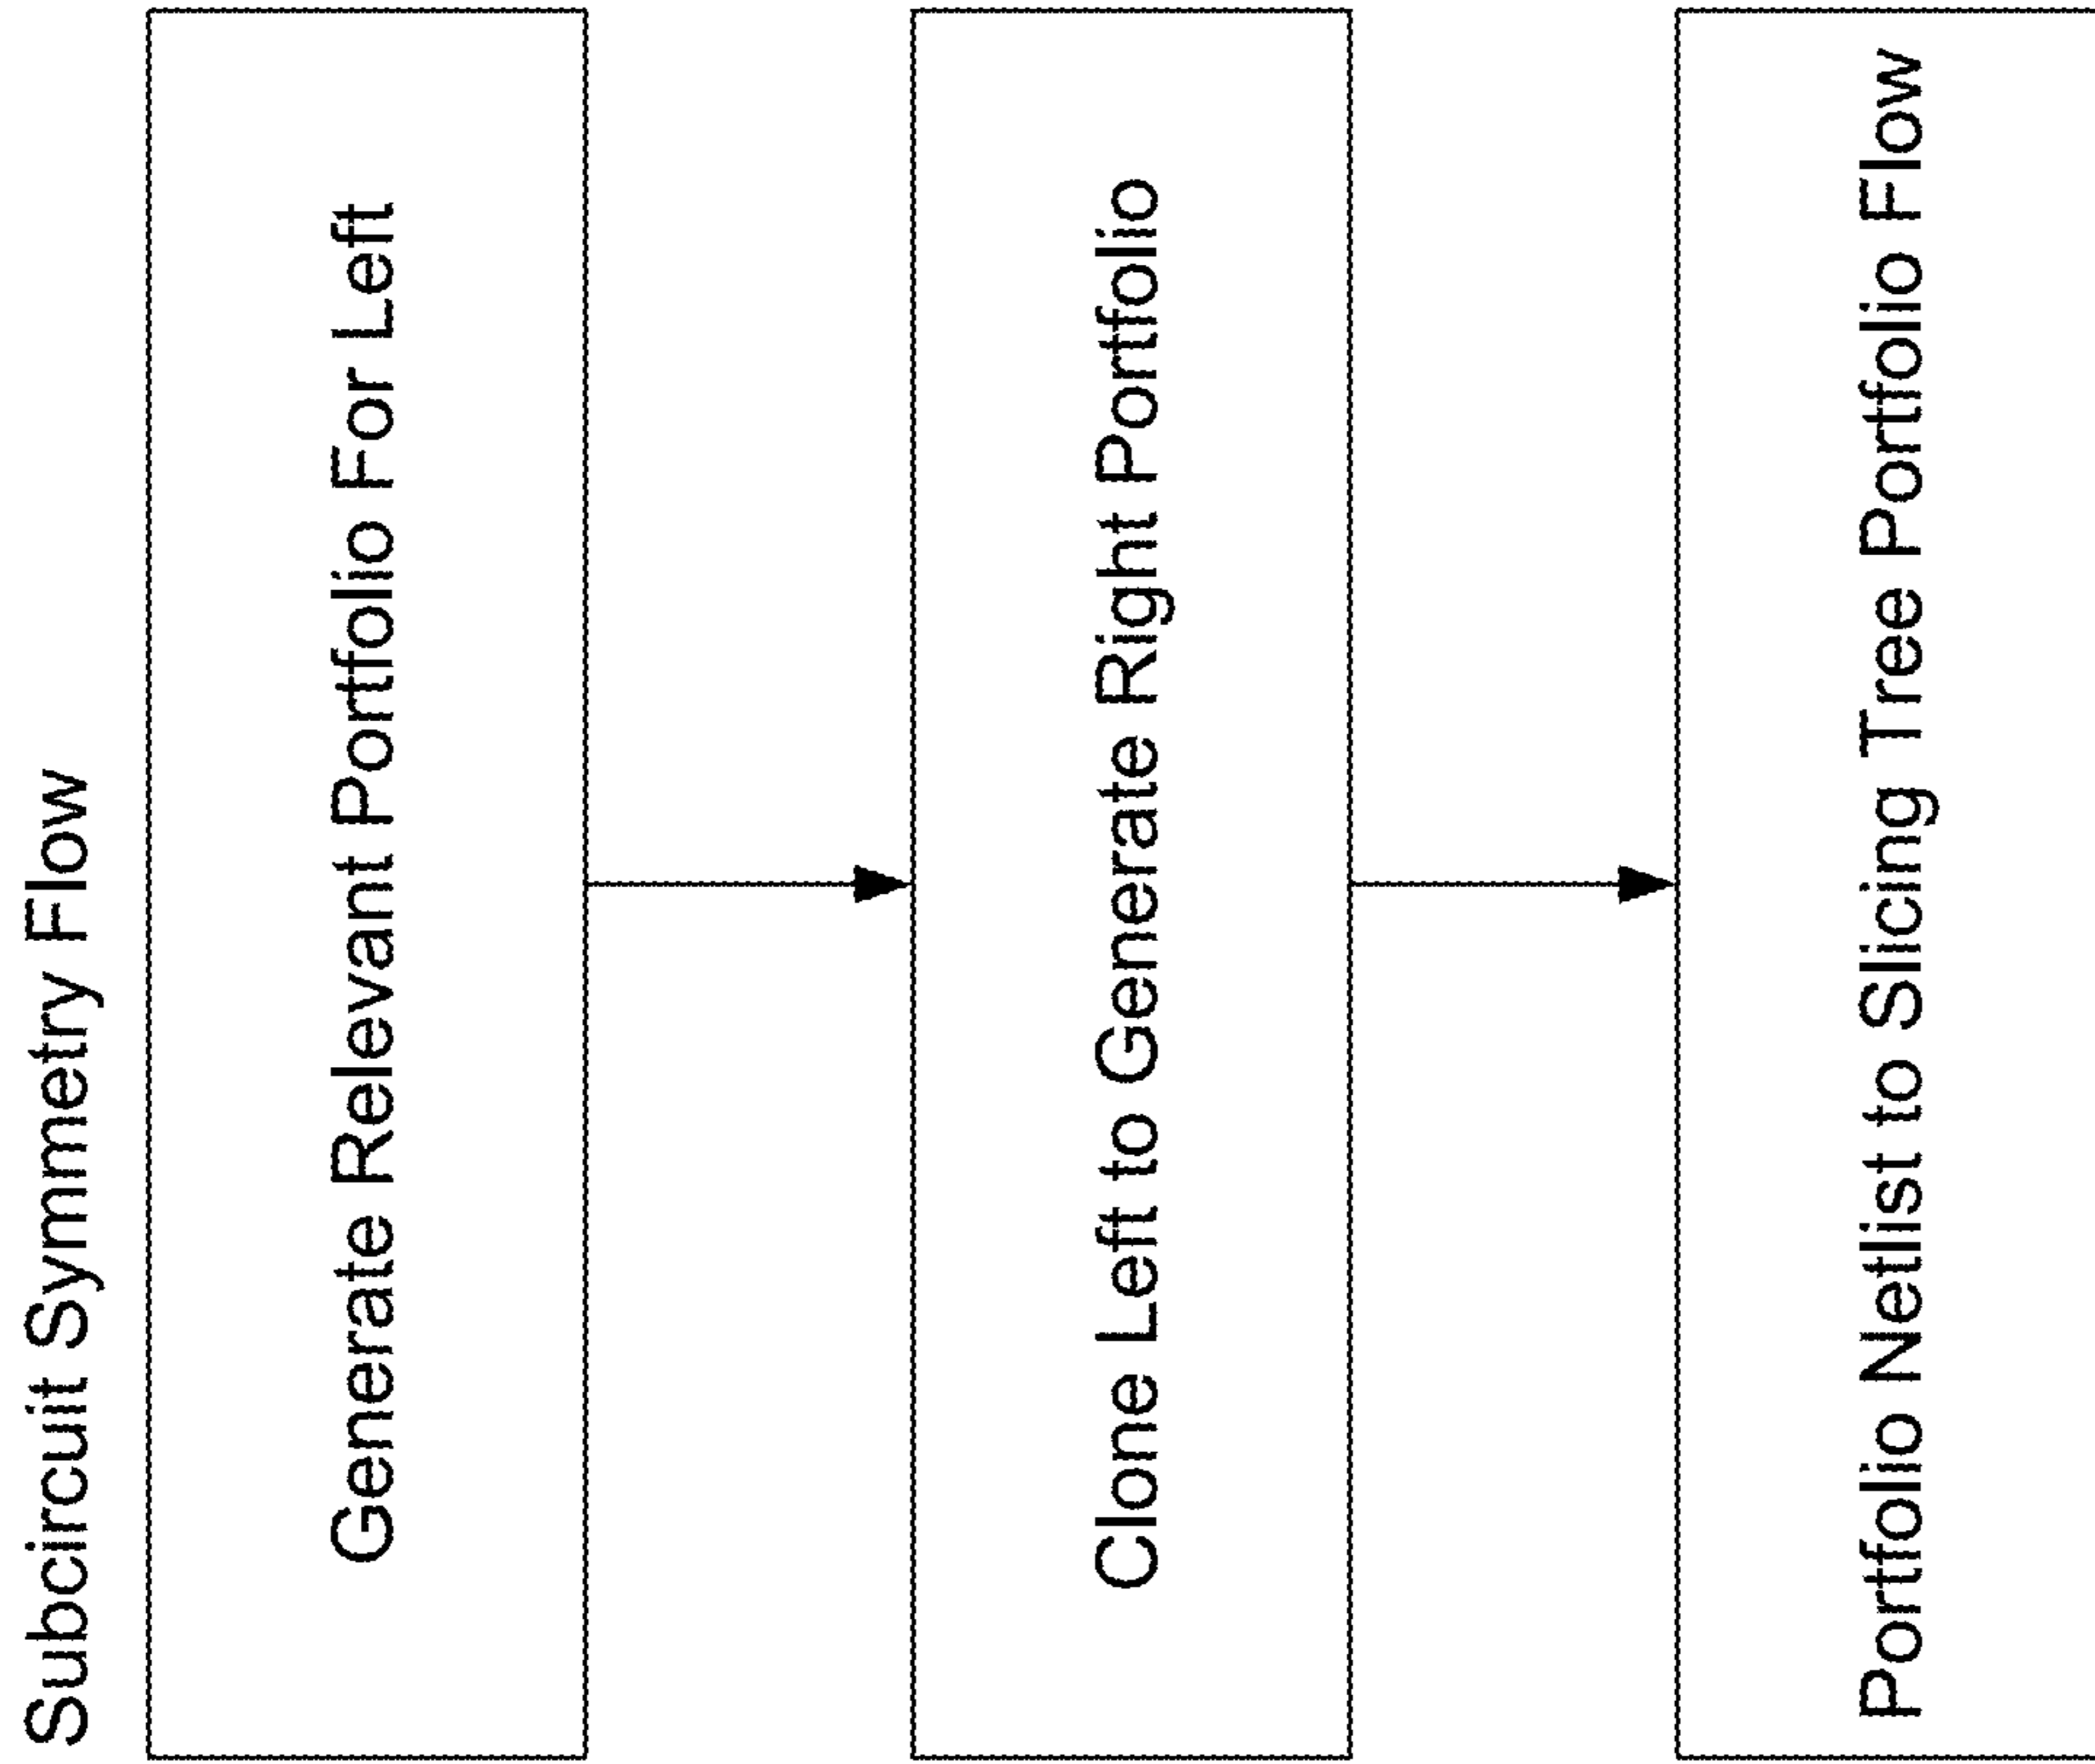 Subcircuit Symmetry Flow
Generate Relevant Portfolio For Left
Clone Left to Generate Right Portfolio
Portfolio Netlist to Slicing Tree Portfolio Flow